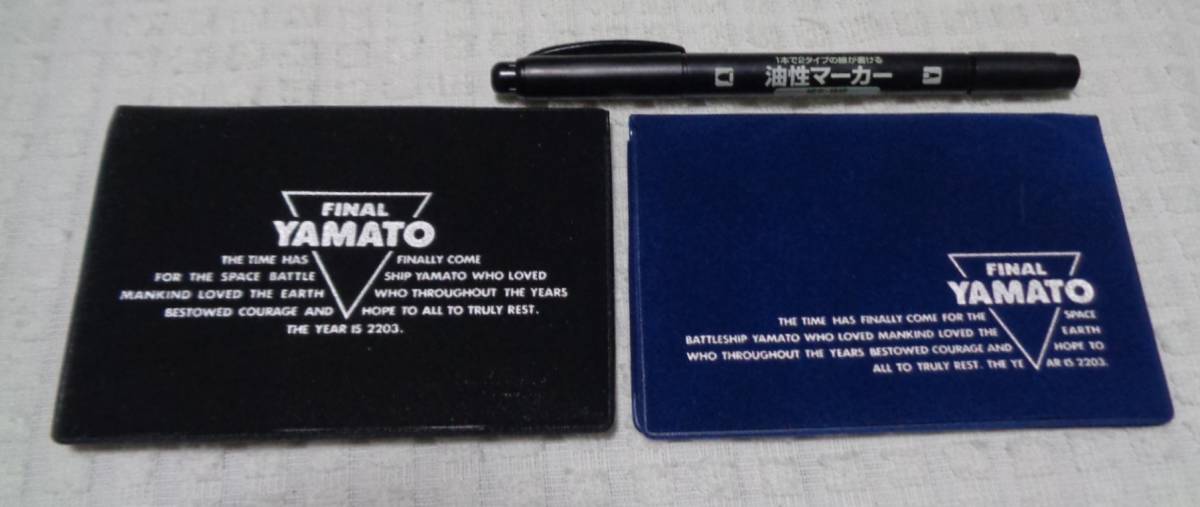 1本で2タイプの線が書ける
油性マーカー
FINAL
YAMATO
THE TIME HAS FINALLY COME
FOR THE SPACE BATTLE SHIP YAMATO WHO LOVED
MANKIND LOVED THE EARTH WHO THROUGHOUT THE YEARS
BESTOWED COURAGE AND HOPE TO ALL TO TRULY REST.
THE YEAR IS 2203.
FINAL
YAMATO
THE TIME HAS FINALLY COME FOR THE SPACE
BATTLESHIP YAMATO WHO LOVED MANKIND LOVED THE EARTH
WHO THROUGHOUT THE YEARS BESTOWED COURAGE AND HOPE TO
ALL TO TRULY REST. THE YE AR IS 2203.